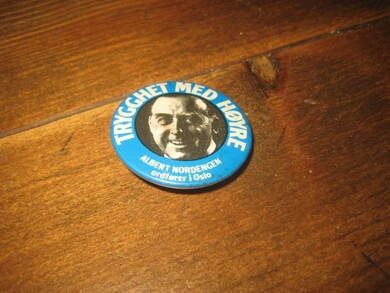 TRYGGHET MED HØYRE
ALBERT NORDENGEN
ordfører i Oslo